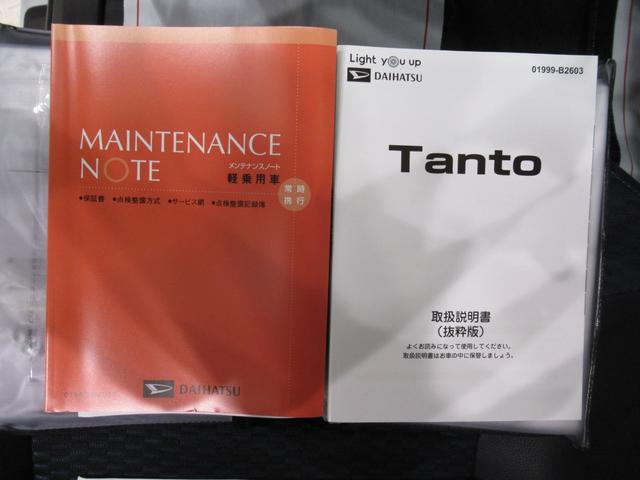 MAINTENANCE
NOTE
メンテナンスノート
軽乗用車
常時
携行
●保証書 ●点検整備方式 ●サービス網 ●点検整備記録簿
DAIHATSU
Light you up
DAIHATSU
01999-B2603
Tanto
取扱説明書
(抜粋版)
よくお読みになって使用してください。
取扱説明書はお車の中に保管しましょう。